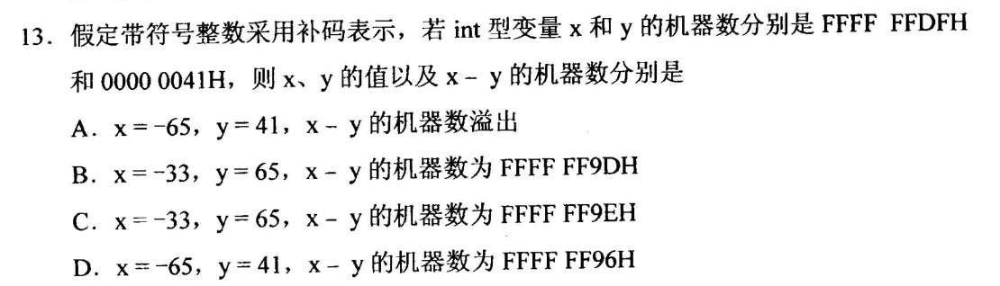 13. 假定带符号整数采用补码表示，若 int 型变量 x 和 y 的机器数分别是 FFFF FFDFH
和 0000 0041H，则 x、y 的值以及 x - y 的机器数分别是
A. x = -65，y = 41，x - y 的机器数溢出
B. x = -33，y = 65，x - y 的机器数为 FFFF FF9DH
C. x = -33，y = 65，x - y 的机器数为 FFFF FF9EH
D. x = -65，y = 41，x - y 的机器数为 FFFF FF96H